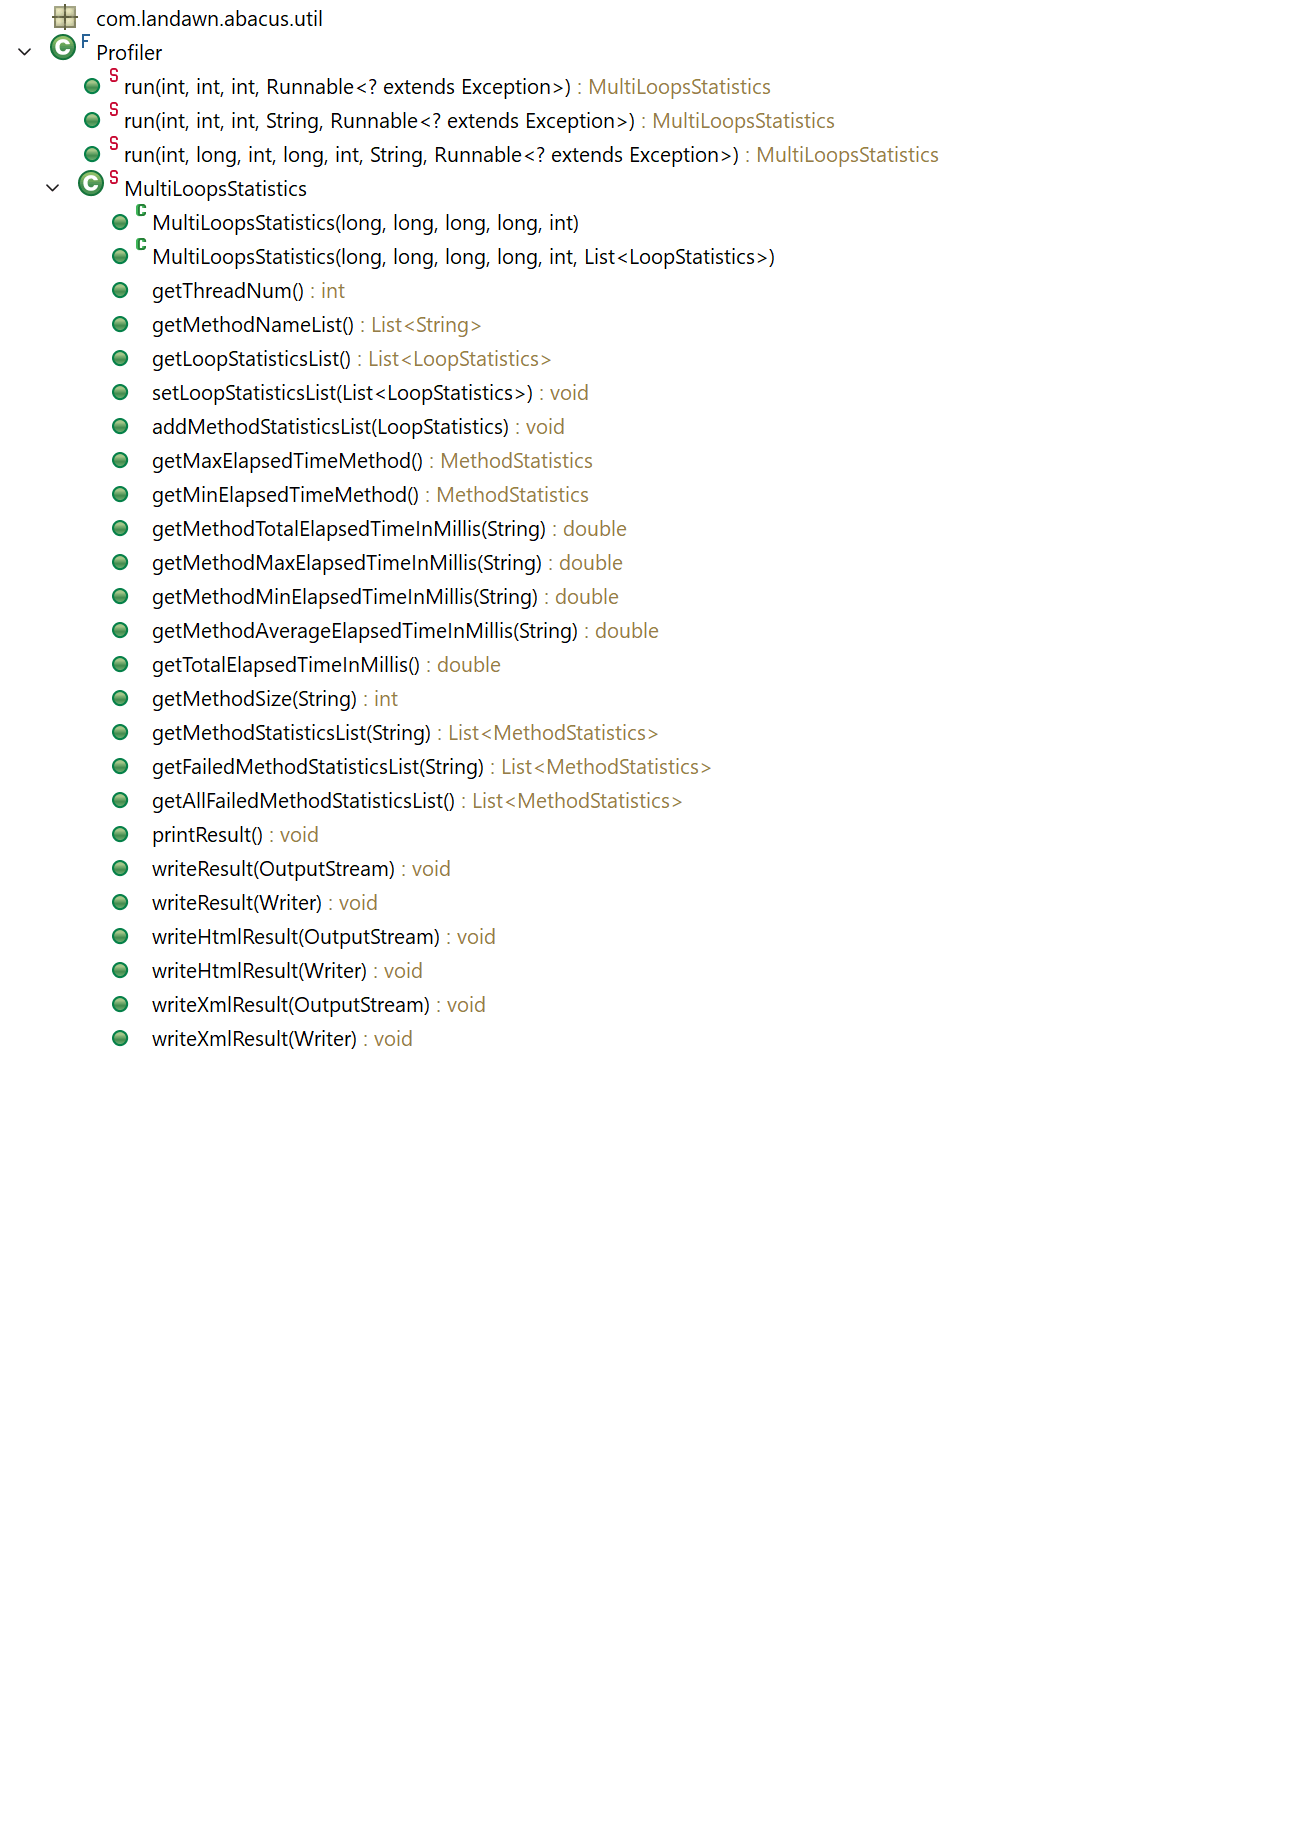 com.landawn.abacus.util
C F Profiler
S run(int, int, int, Runnable<? extends Exception>) : MultiLoopsStatistics
S run(int, int, int, String, Runnable<? extends Exception>) : MultiLoopsStatistics
S run(int, long, int, long, int, String, Runnable<? extends Exception>) : MultiLoopsStatistics
C S MultiLoopsStatistics
C MultiLoopsStatistics(long, long, long, long, int)
C MultiLoopsStatistics(long, long, long, long, int, List<LoopStatistics>)
getThreadNum() : int
getMethodNameList() : List<String>
getLoopStatisticsList() : List<LoopStatistics>
setLoopStatisticsList(List<LoopStatistics>) : void
addMethodStatisticsList(LoopStatistics) : void
getMaxElapsedTimeMethod() : MethodStatistics
getMinElapsedTimeMethod() : MethodStatistics
getMethodTotalElapsedTimeInMillis(String) : double
getMethodMaxElapsedTimeInMillis(String) : double
getMethodMinElapsedTimeInMillis(String) : double
getMethodAverageElapsedTimeInMillis(String) : double
getTotalElapsedTimeInMillis() : double
getMethodSize(String) : int
getMethodStatisticsList(String) : List<MethodStatistics>
getFailedMethodStatisticsList(String) : List<MethodStatistics>
getAllFailedMethodStatisticsList() : List<MethodStatistics>
printResult() : void
writeResult(OutputStream) : void
writeResult(Writer) : void
writeHtmlResult(OutputStream) : void
writeHtmlResult(Writer) : void
writeXmlResult(OutputStream) : void
writeXmlResult(Writer) : void